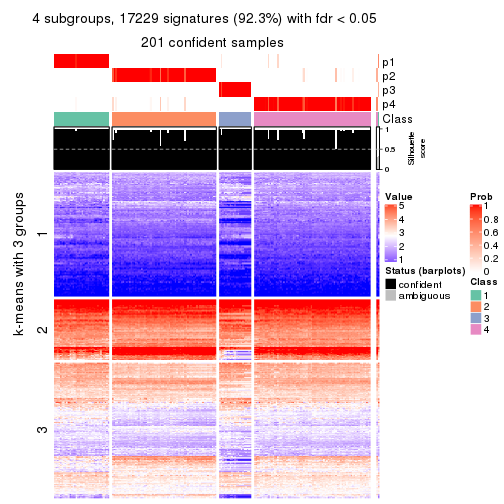 4 subgroups, 17229 signatures (92.3%) with fdr < 0.05
201 confident samples
p1
p2
p3
p4
Class
1
0.5
0
Silhouette
score
k-means with 3 groups
1
2
3
Value
5
4
3
2
1
Status (barplots)
confident
ambiguous
Prob
1
0.8
0.6
0.4
0.2
0
Class
1
2
3
4